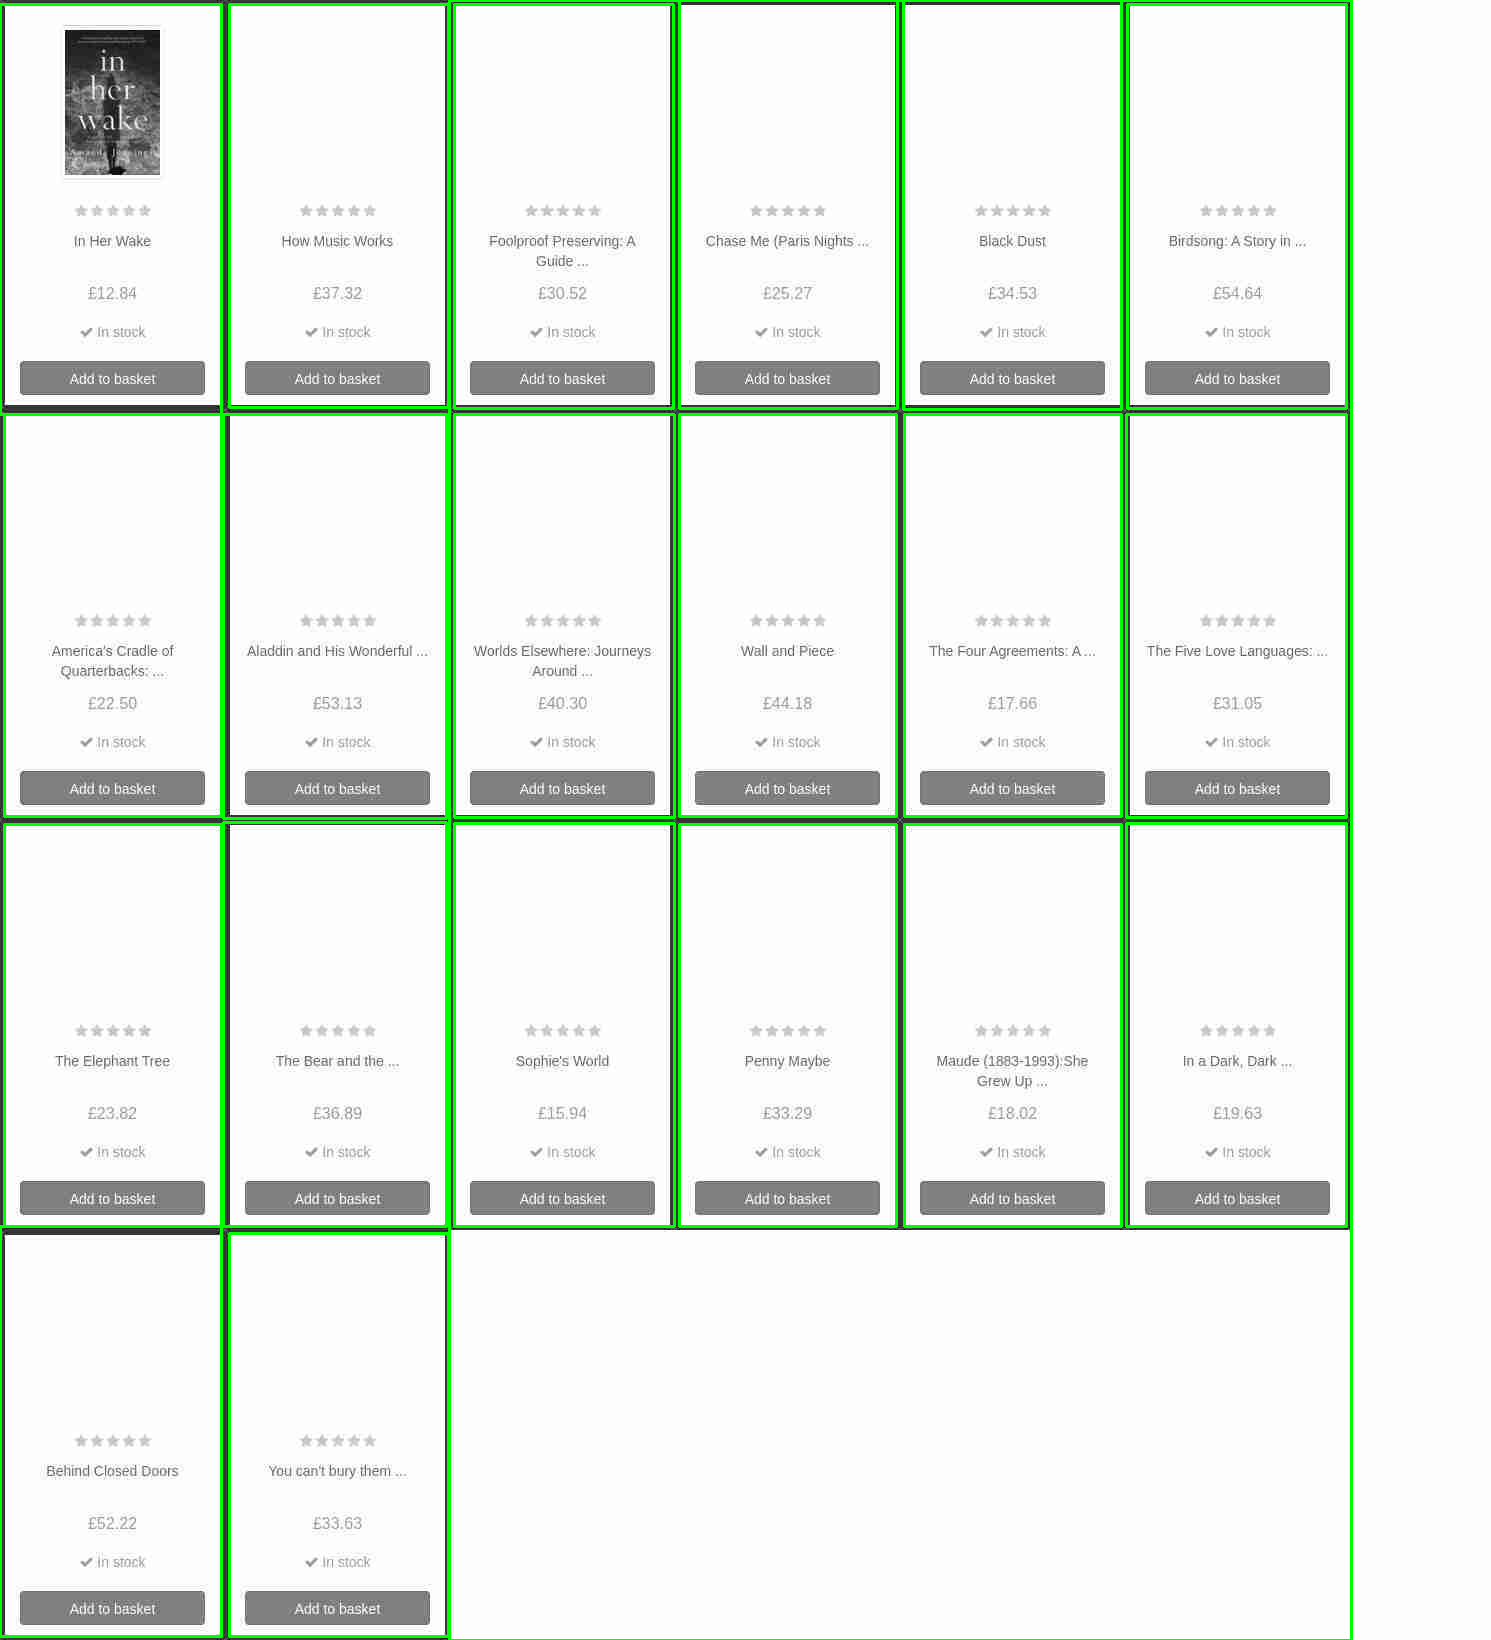 in
her
wake
In Her Wake
£12.84
In stock
Add to basket
How Music Works
£37.32
In stock
Add to basket
Foolproof Preserving: A
Guide ...
£30.52
In stock
Add to basket
Chase Me (Paris Nights ...
£25.27
In stock
Add to basket
Black Dust
£34.53
In stock
Add to basket
Birdsong: A Story in ...
£54.64
In stock
Add to basket
America's Cradle of
Quarterbacks: ...
£22.50
In stock
Add to basket
Aladdin and His Wonderful ...
£53.13
In stock
Add to basket
Worlds Elsewhere: Journeys
Around ...
£40.30
In stock
Add to basket
Wall and Piece
£44.18
In stock
Add to basket
The Four Agreements: A ...
£17.66
In stock
Add to basket
The Five Love Languages: ...
£31.05
In stock
Add to basket
The Elephant Tree
£23.82
In stock
Add to basket
The Bear and the ...
£36.89
In stock
Add to basket
Sophie's World
£15.94
In stock
Add to basket
Penny Maybe
£33.29
In stock
Add to basket
Maude (1883-1993):She
Grew Up ...
£18.02
In stock
Add to basket
In a Dark, Dark ...
£19.63
In stock
Add to basket
Behind Closed Doors
£52.22
In stock
Add to basket
You can't bury them ...
£33.63
In stock
Add to basket